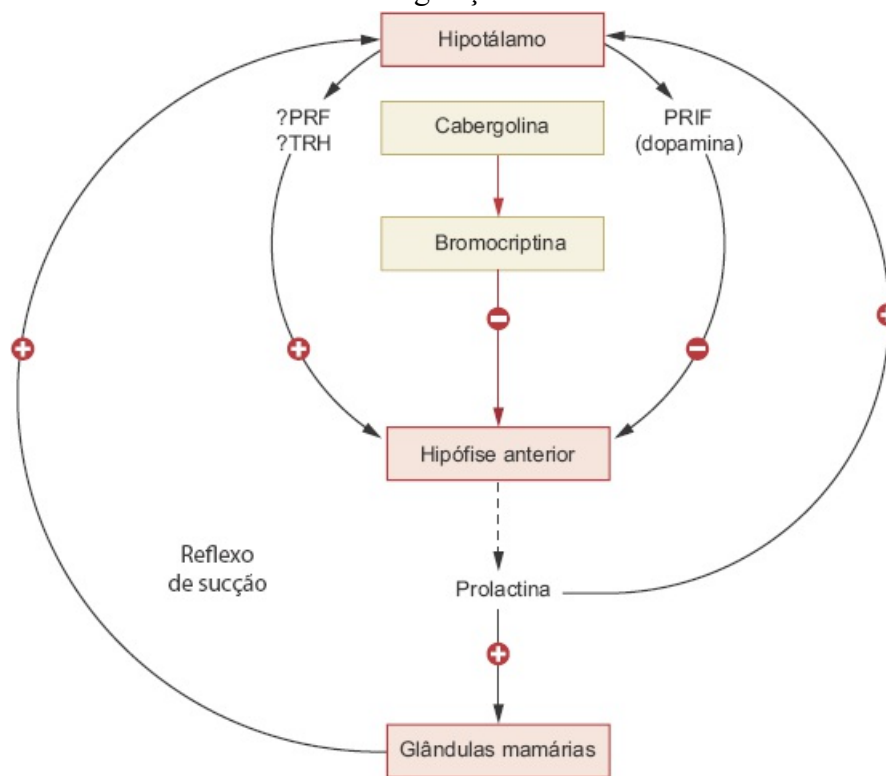 Hipotálamo
?PRF
?TRH
Cabergolina
PRIF
(dopamina)
Bromocriptina
Hipófise anterior
Reflexo
de sucção
Prolactina
Glândulas mamárias